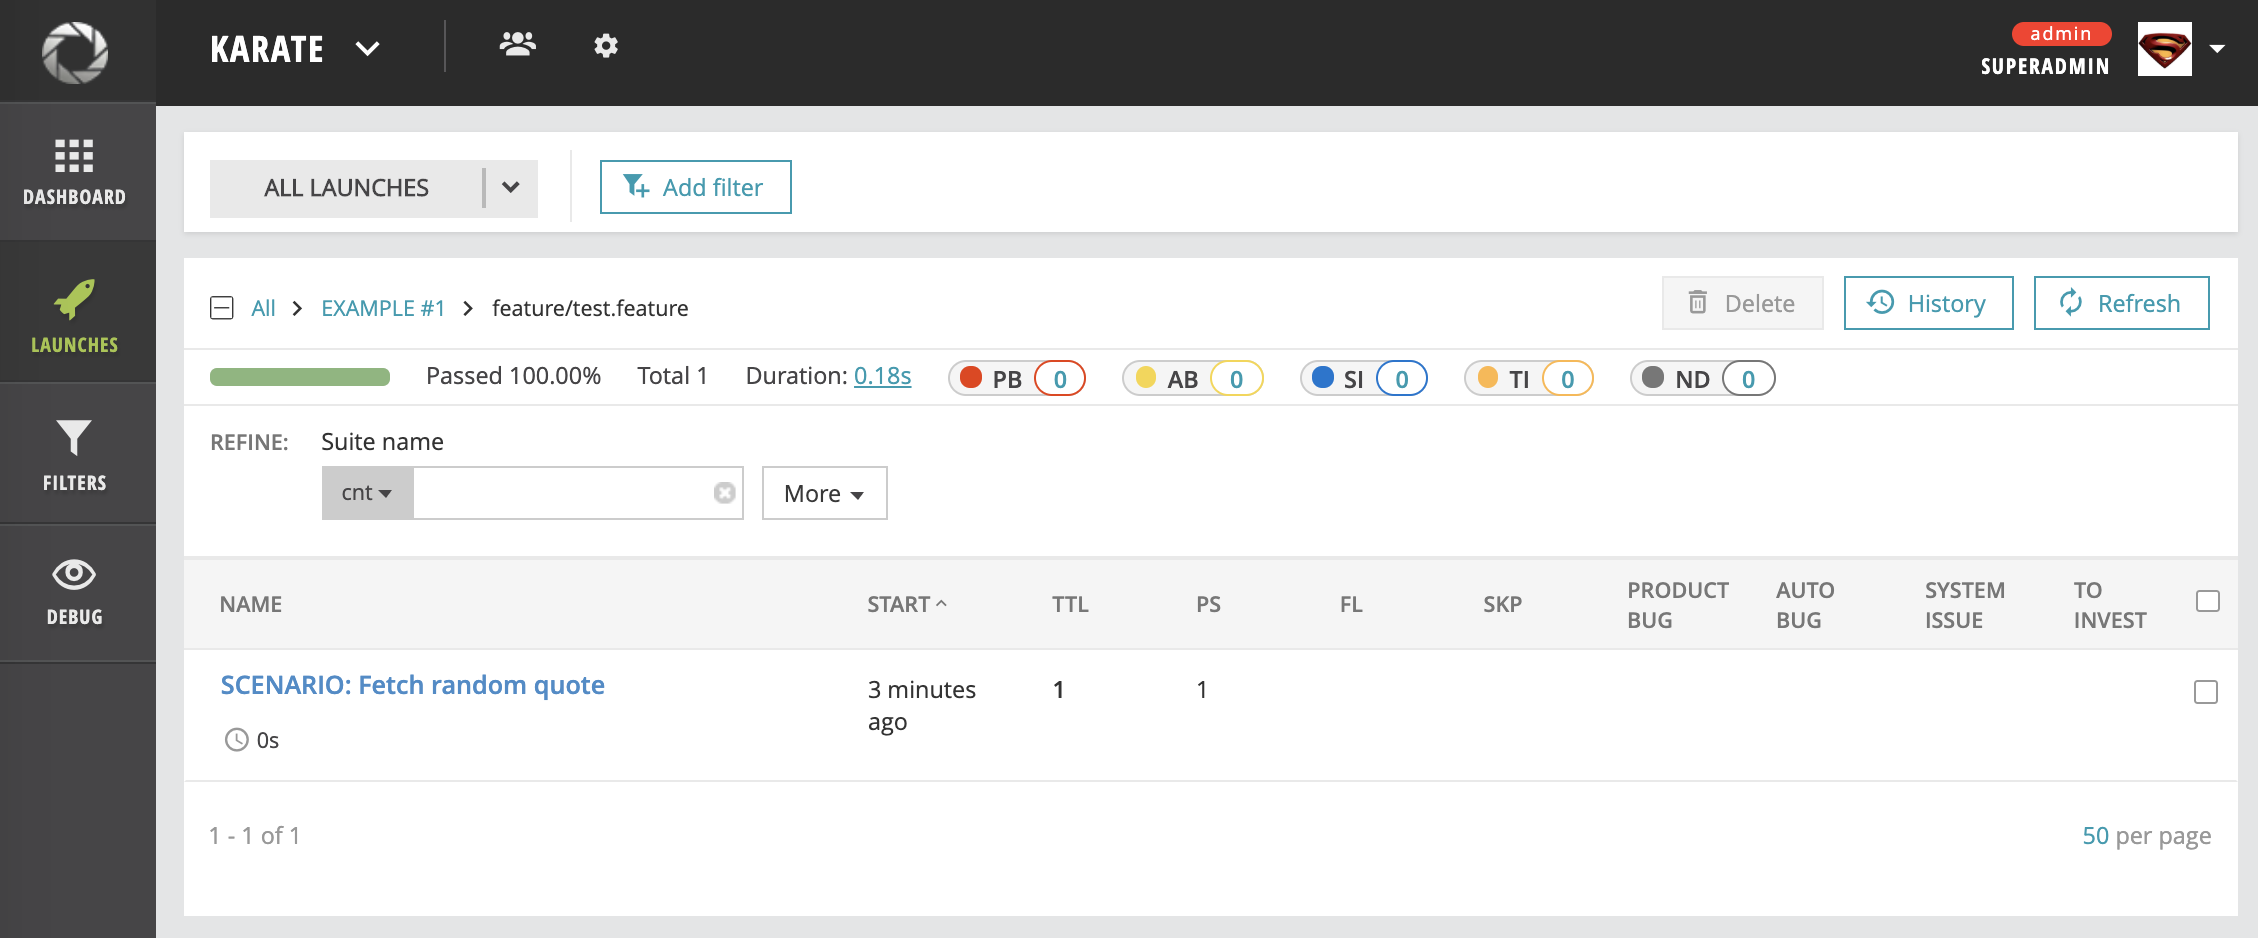 KARATE
admin
SUPERADMIN
DASHBOARD
LAUNCHES
FILTERS
DEBUG
ALL LAUNCHES
Add filter
All EXAMPLE #1 feature/test.feature
Delete History Refresh
Passed 100.00% Total 1 Duration: 0.18s PB 0 AB 0 SI 0 TI 0 ND 0
REFINE: Suite name
cnt More
NAME START TTL PS FL SKP PRODUCT BUG AUTO BUG SYSTEM ISSUE TO INVEST
SCENARIO: Fetch random quote
3 minutes ago 1 1
0s
1 - 1 of 1
50 per page